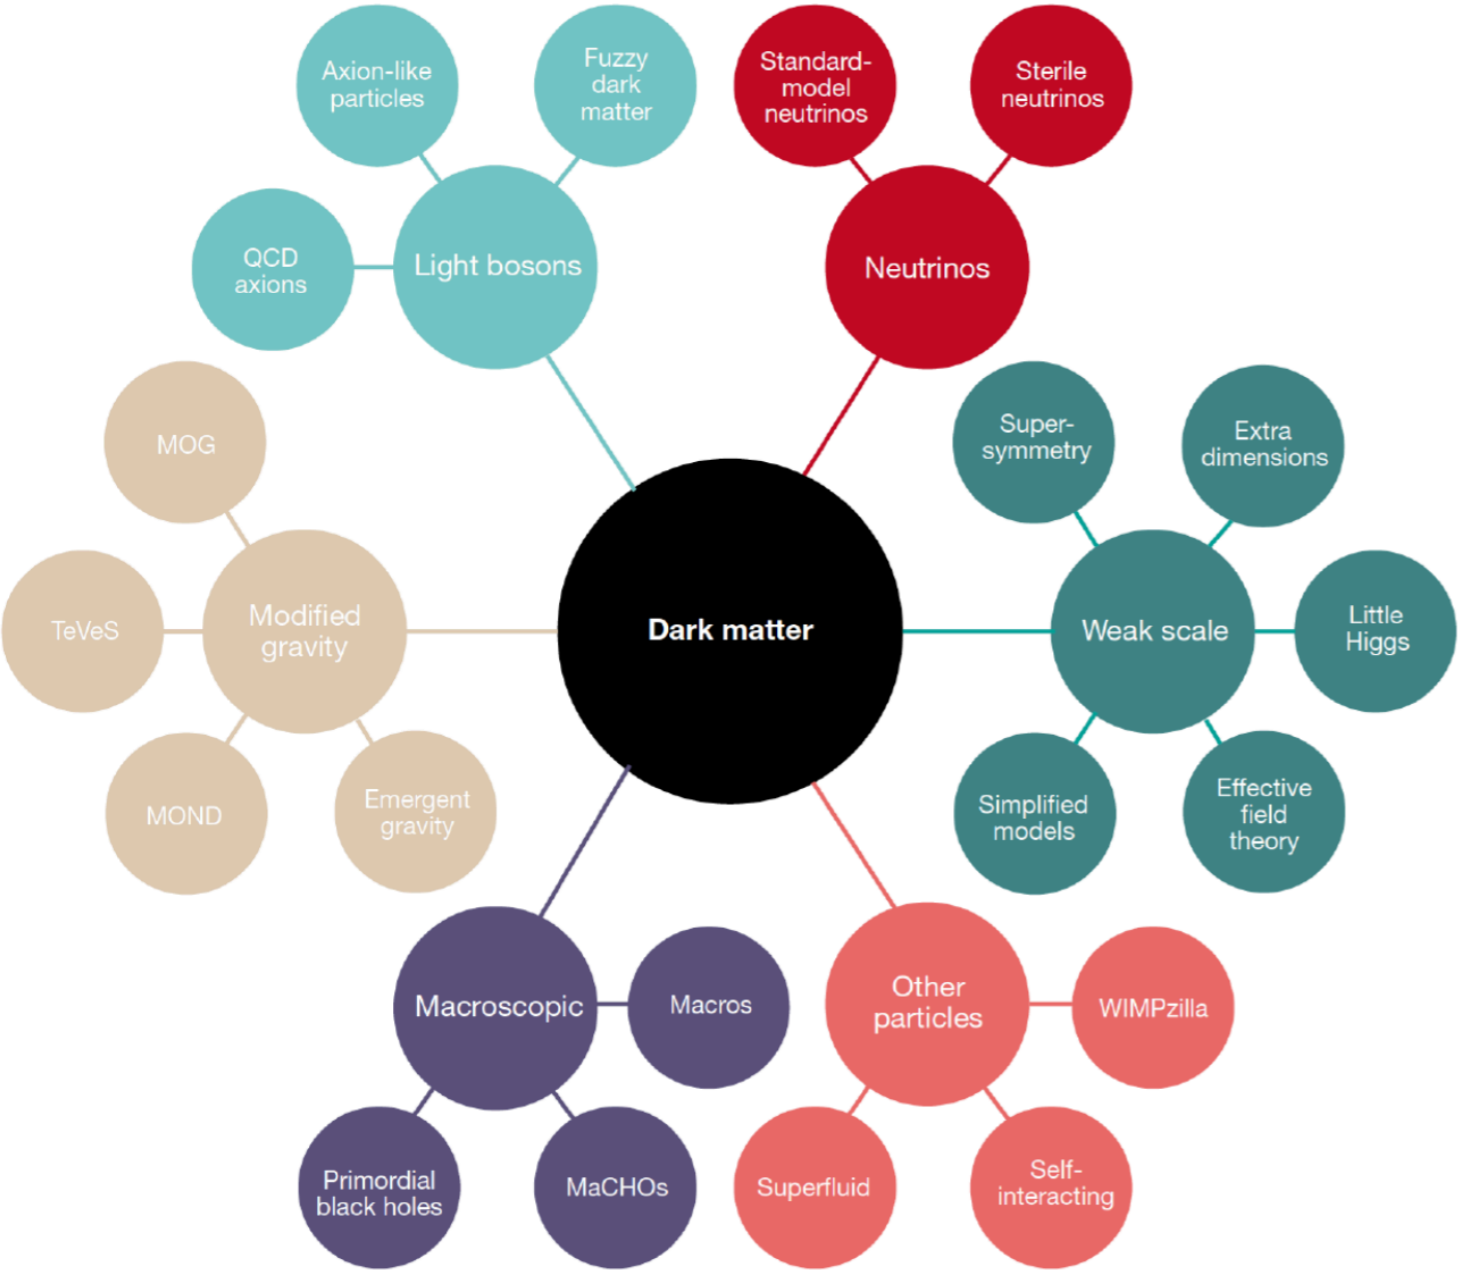 Axion-like
particles
Fuzzy
dark
matter
Standard-
model
neutrinos
Sterile
neutrinos
QCD
axions
Light bosons
Neutrinos
MOG
Super-
symmetry
Extra
dimensions
TeVeS
Modified
gravity
Dark matter
Weak scale
Little
Higgs
MOND
Emergent
gravity
Simplified
models
Effective
field
theory
Macroscopic
Macros
Other
particles
WIMPzilla
Primordial
black holes
MaCHOs
Superfluid
Self-
interacting